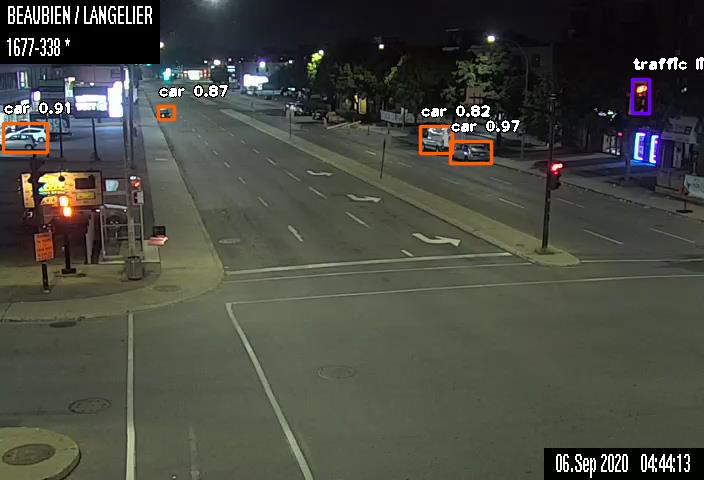 BEAUBIEN / LANGELIER
1677-338 *
car 0.87
car 0.91
car 0.82
car 0.97
traffic
06.Sep 2020 04:44:13